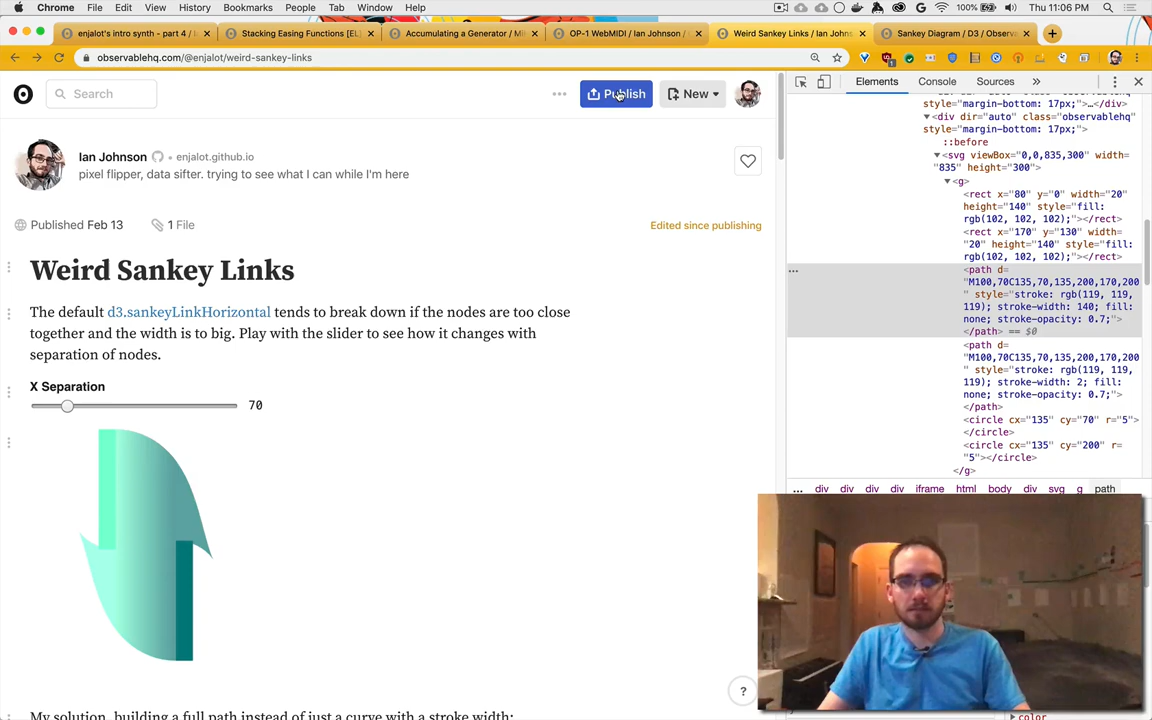 Chrome File Edit View History Bookmarks People Tab Window Help 100% Thu 11:06 PM
enjalot's intro synth - part 4 / I
Stacking Easing Functions [EL]
Accumulating a Generator / Mi
OP-1 WebMIDI / Ian Johnson /
Weird Sankey Links / Ian Johns
Sankey Diagram / D3 / Observa
observablehq.com/@enjalot/weird-sankey-links
Search
Publish
New
Ian Johnson • enjalot.github.io
pixel flipper, data sifter. trying to see what I can while I'm here
Published Feb 13 1 File
Edited since publishing
Weird Sankey Links
The default d3.sankeyLinkHorizontal tends to break down if the nodes are too close
together and the width is to big. Play with the slider to see how it changes with
separation of nodes.
X Separation
70
My solution, building a full path instead of just a curve with a stroke width:
?
Elements Console Sources »
style="margin-bottom: 17px;">…</div>
<div dir="auto" class="observablehq"
style="margin-bottom: 17px;">
::before
<svg viewBox="0,0,835,300" width=
"835" height="300">
<g>
<rect x="80" y="0" width="20"
height="140" style="fill:
rgb(102, 102, 102);"></rect>
<rect x="170" y="130" width=
"20" height="140" style="fill:
rgb(102, 102, 102);"></rect>
<path d=
"M100,70C135,70,135,200,170,200
" style="stroke: rgb(119, 119,
119); stroke-width: 140; fill:
none; stroke-opacity: 0.7;">
</path> == $0
<path d=
"M100,70C135,70,135,200,170,200
" style="stroke: rgb(119, 119,
119); stroke-width: 2; fill:
none; stroke-opacity: 0.7;">
</path>
<circle cx="135" cy="70" r="5">
</circle>
<circle cx="135" cy="200" r=
"5"></circle>
</g>
... div div div div iframe html body div svg g path
color